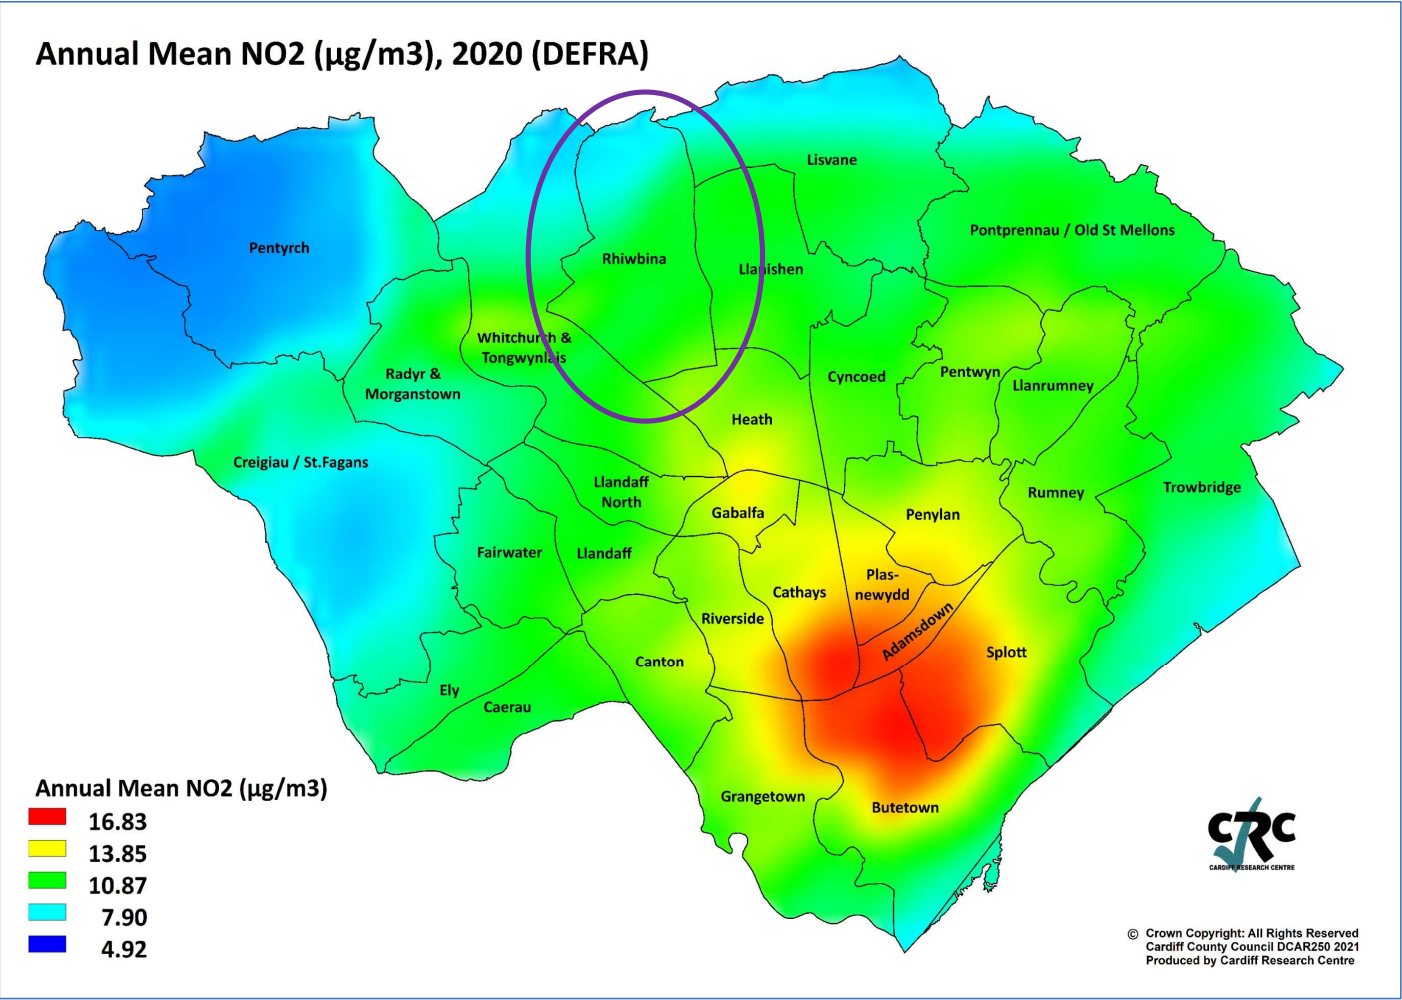 Annual Mean NO2 (µg/m3), 2020 (DEFRA)
Lisvane
Pontprennau / Old St Mellons
Pentyrch
Rhiwbina
Llanishen
Whitchurch &
Tongwynlais
Radyr &
Morganstown
Cyncoed
Pentwyn
Llanrumney
Heath
Creigiau / St.Fagans
Llandaff
North
Rumney
Trowbridge
Gabalfa
Penylan
Fairwater
Llandaff
Plas-
newydd
Cathays
Riverside
Adamsdown
Splott
Canton
Ely
Caerau
Grangetown
Butetown
Annual Mean NO2 (µg/m3)
16.83
13.85
10.87
7.90
4.92
CRC
CARDIFF RESEARCH CENTRE
© Crown Copyright: All Rights Reserved
Cardiff County Council DCAR250 2021
Produced by Cardiff Research Centre